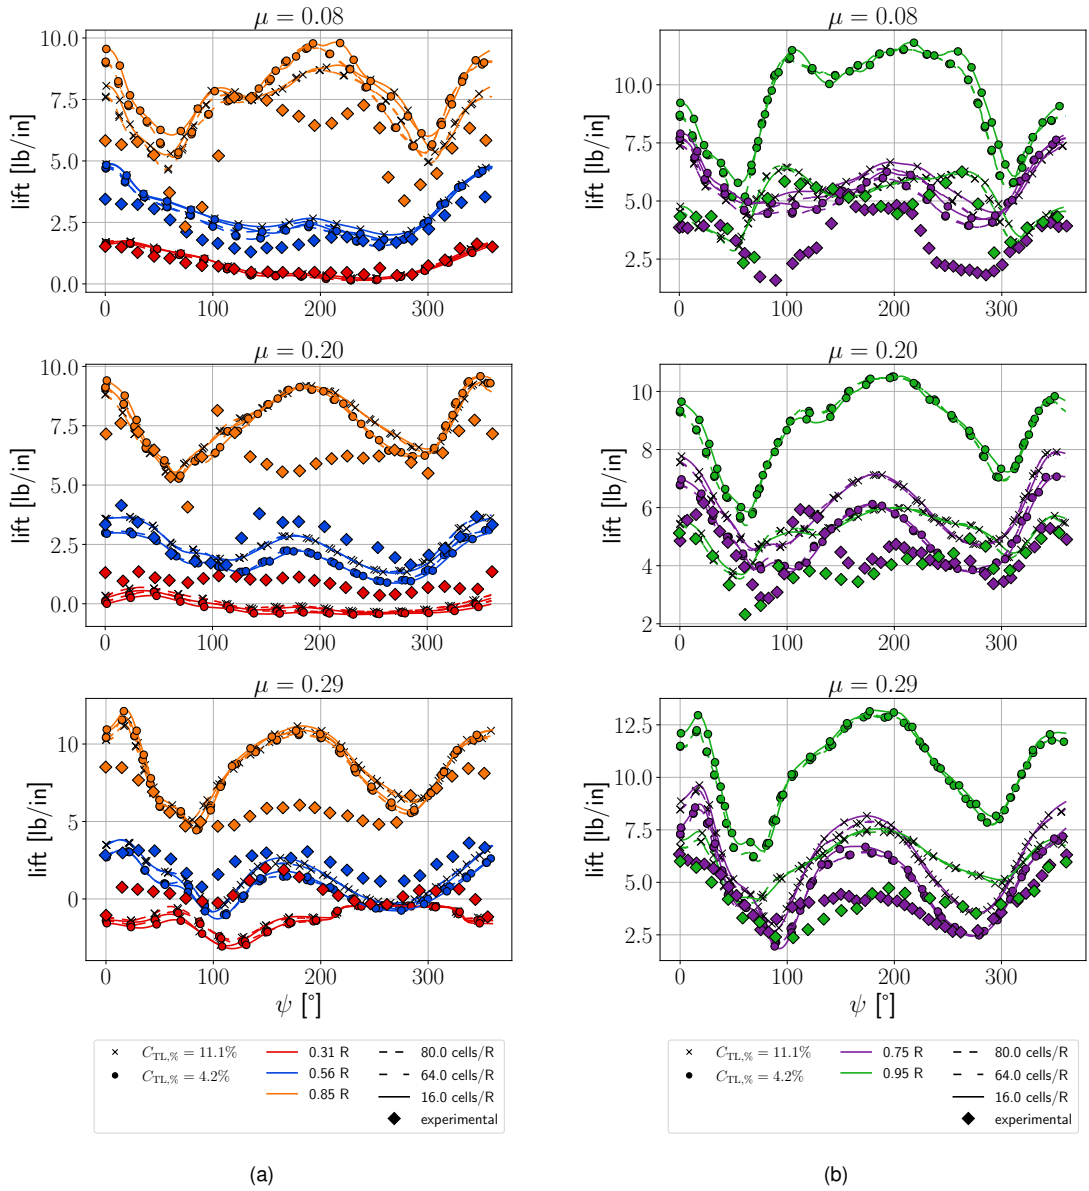 μ = 0.08
10.0
7.5
5.0
2.5
0.0
lift [lb/in]
0
100
200
300
μ = 0.20
10.0
7.5
5.0
2.5
0.0
lift [lb/in]
0
100
200
300
μ = 0.29
10
5
0
lift [lb/in]
0
100
200
300
ψ [°]
C_TL,% = 11.1%
C_TL,% = 4.2%
0.31 R
0.56 R
0.85 R
80.0 cells/R
64.0 cells/R
16.0 cells/R
experimental
(a)
μ = 0.08
10.0
7.5
5.0
2.5
lift [lb/in]
0
100
200
300
μ = 0.20
10
8
6
4
2
lift [lb/in]
0
100
200
300
μ = 0.29
12.5
10.0
7.5
5.0
2.5
lift [lb/in]
0
100
200
300
ψ [°]
C_TL,% = 11.1%
C_TL,% = 4.2%
0.75 R
0.95 R
80.0 cells/R
64.0 cells/R
16.0 cells/R
experimental
(b)